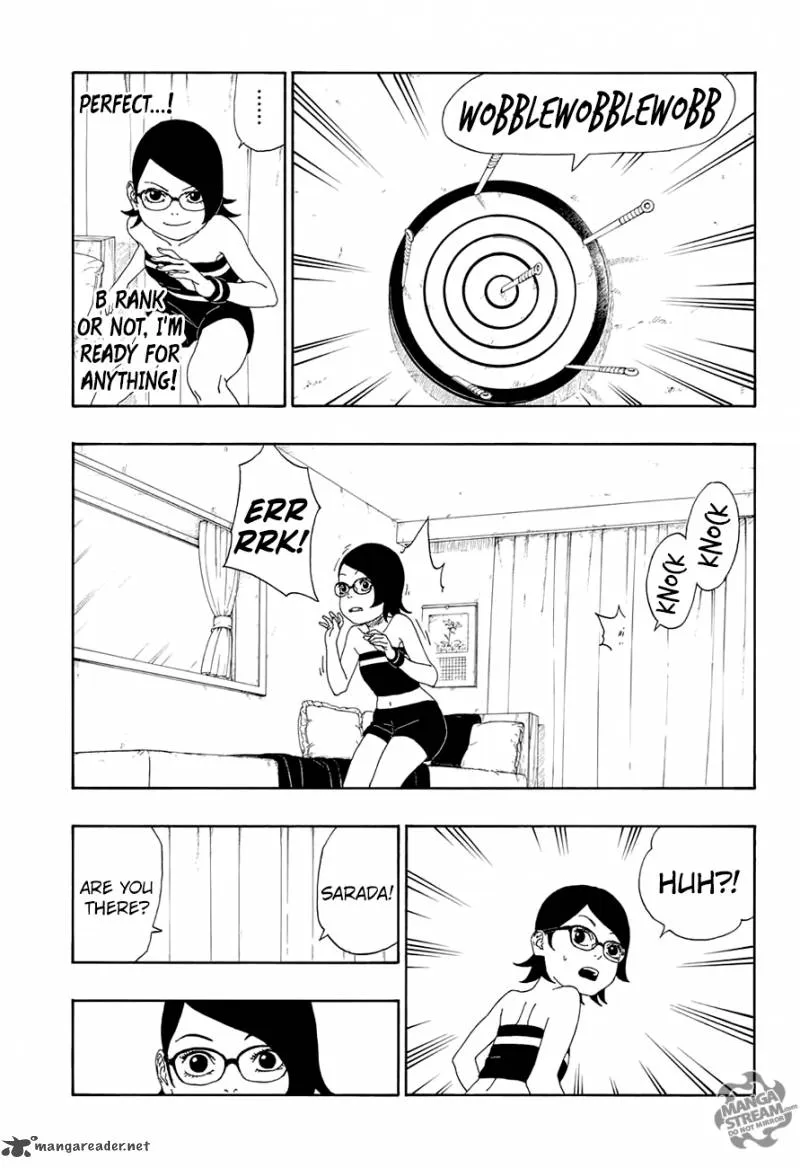 WOBBLEWOBBLEWOBB
........
PERFECT...!
B RANK
OR NOT, I'M
READY FOR
ANYTHING!
KNOCK
KNOCK
ERR
RRK!
SARADA!
ARE YOU
THERE?
HUH?!
MANGA
STREAM.com
DO NOT MIRROR
mangareader.net